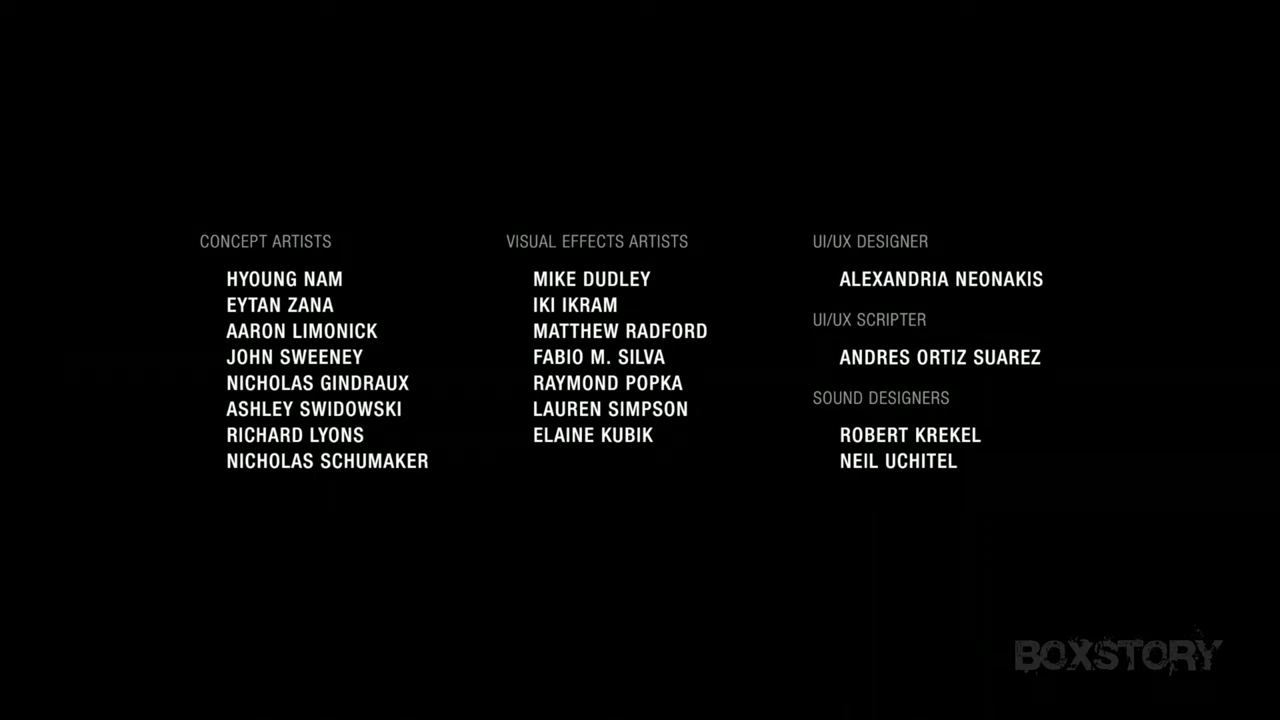 CONCEPT ARTISTS
HYOUNG NAM
EYTAN ZANA
AARON LIMONICK
JOHN SWEENEY
NICHOLAS GINDRAUX
ASHLEY SWIDOWSKI
RICHARD LYONS
NICHOLAS SCHUMAKER
VISUAL EFFECTS ARTISTS
MIKE DUDLEY
IKI IKRAM
MATTHEW RADFORD
FABIO M. SILVA
RAYMOND POPKA
LAUREN SIMPSON
ELAINE KUBIK
UI/UX DESIGNER
ALEXANDRIA NEONAKIS
UI/UX SCRIPTER
ANDRES ORTIZ SUAREZ
SOUND DESIGNERS
ROBERT KREKEL
NEIL UCHITEL
BOXSTORY